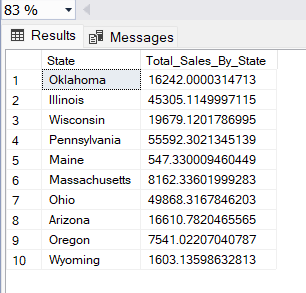 83 %
Results Messages
State Total_Sales_By_State
1 Oklahoma 16242.0000314713
2 Illinois 45305.1149997115
3 Wisconsin 19679.1201786995
4 Pennsylvania 55592.3021345139
5 Maine 547.330009460449
6 Massachusetts 8162.33601999283
7 Ohio 49868.3167846203
8 Arizona 16610.7820465565
9 Oregon 7541.02207040787
10 Wyoming 1603.13598632813